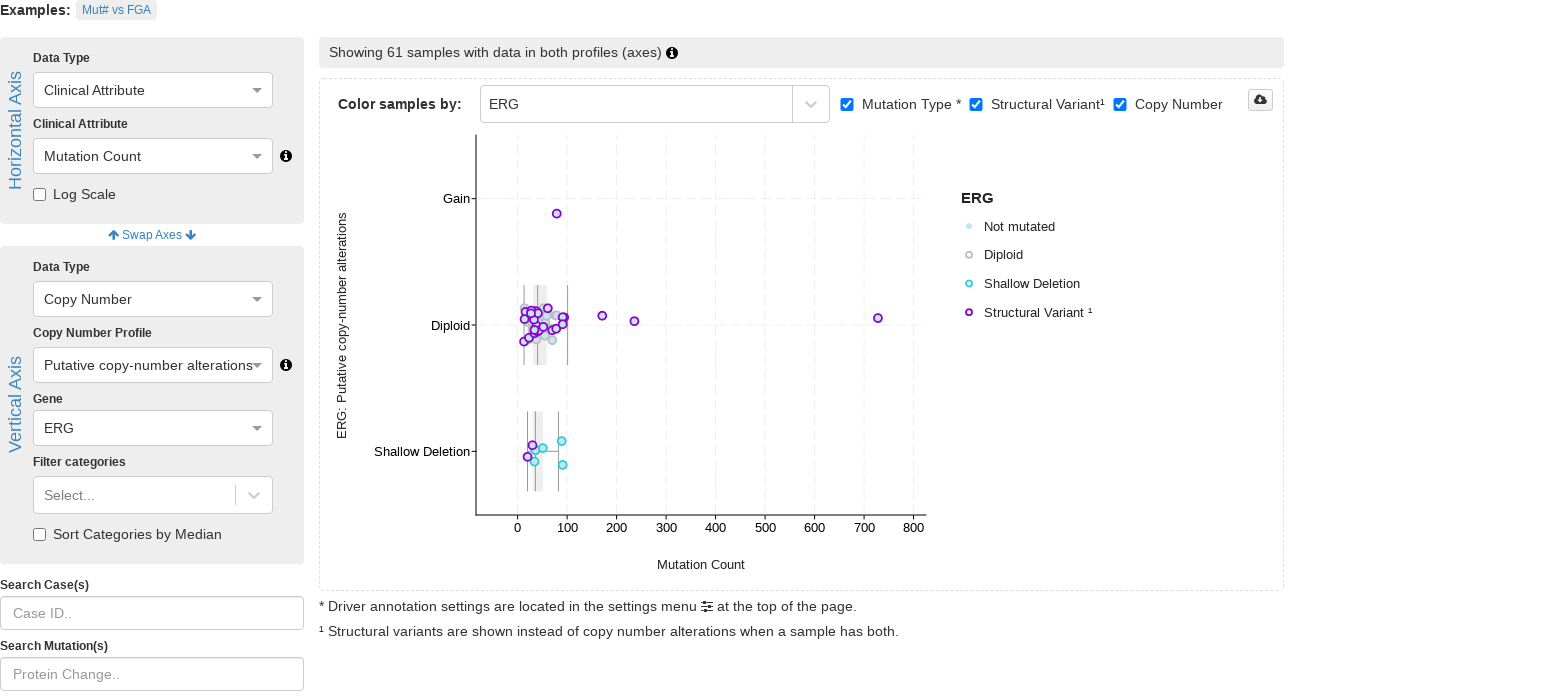 Examples: Mut# vs FGA
Horizontal Axis
Data Type
Clinical Attribute
Clinical Attribute
Mutation Count
Log Scale
Swap Axes
Vertical Axis
Data Type
Copy Number
Copy Number Profile
Putative copy-number alterations
Gene
ERG
Filter categories
Select...
Sort Categories by Median
Search Case(s)
Case ID..
Search Mutation(s)
Protein Change..
Showing 61 samples with data in both profiles (axes)
Color samples by: ERG Mutation Type * Structural Variant¹ Copy Number
ERG: Putative copy-number alterations
Gain
Diploid
Shallow Deletion
0 100 200 300 400 500 600 700 800
Mutation Count
ERG
Not mutated
Diploid
Shallow Deletion
Structural Variant ¹
* Driver annotation settings are located in the settings menu at the top of the page.
¹ Structural variants are shown instead of copy number alterations when a sample has both.